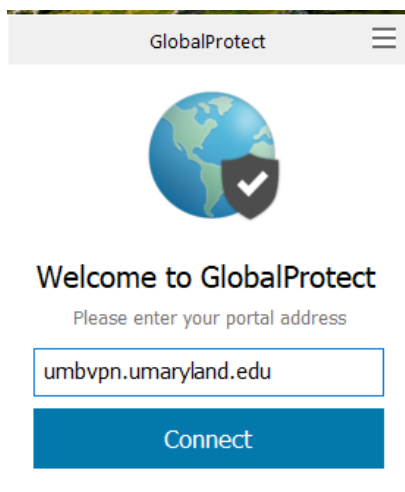 GlobalProtect
Welcome to GlobalProtect
Please enter your portal address
umbvpn.umaryland.edu
Connect